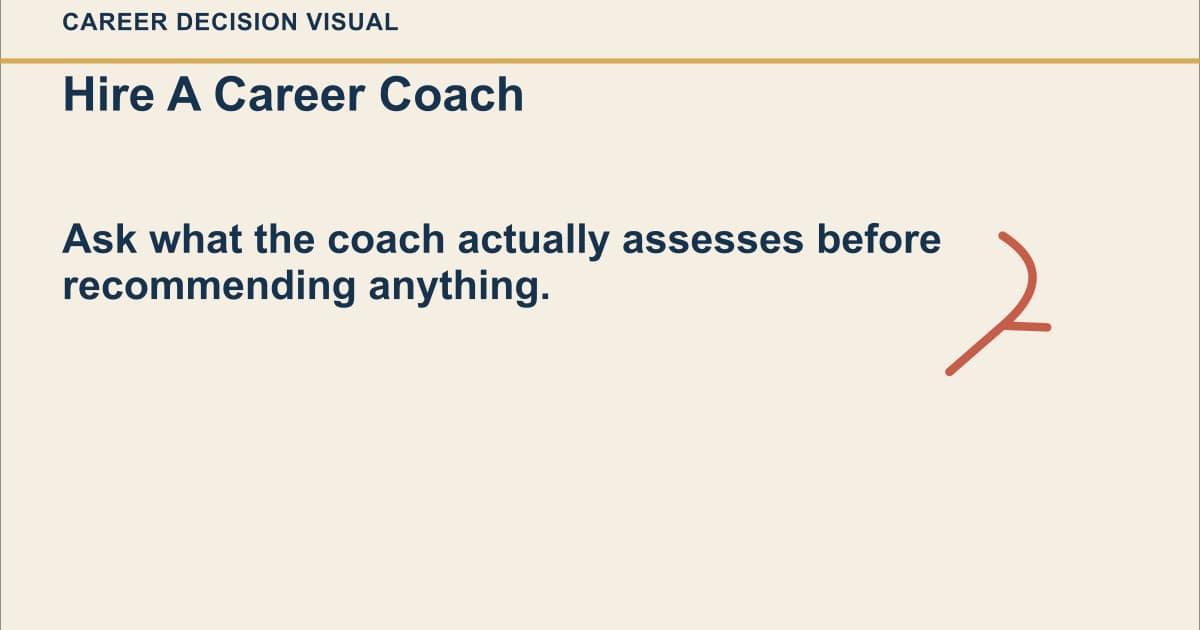 CAREER DECISION VISUAL
Hire A Career Coach
Ask what the coach actually assesses before
recommending anything.